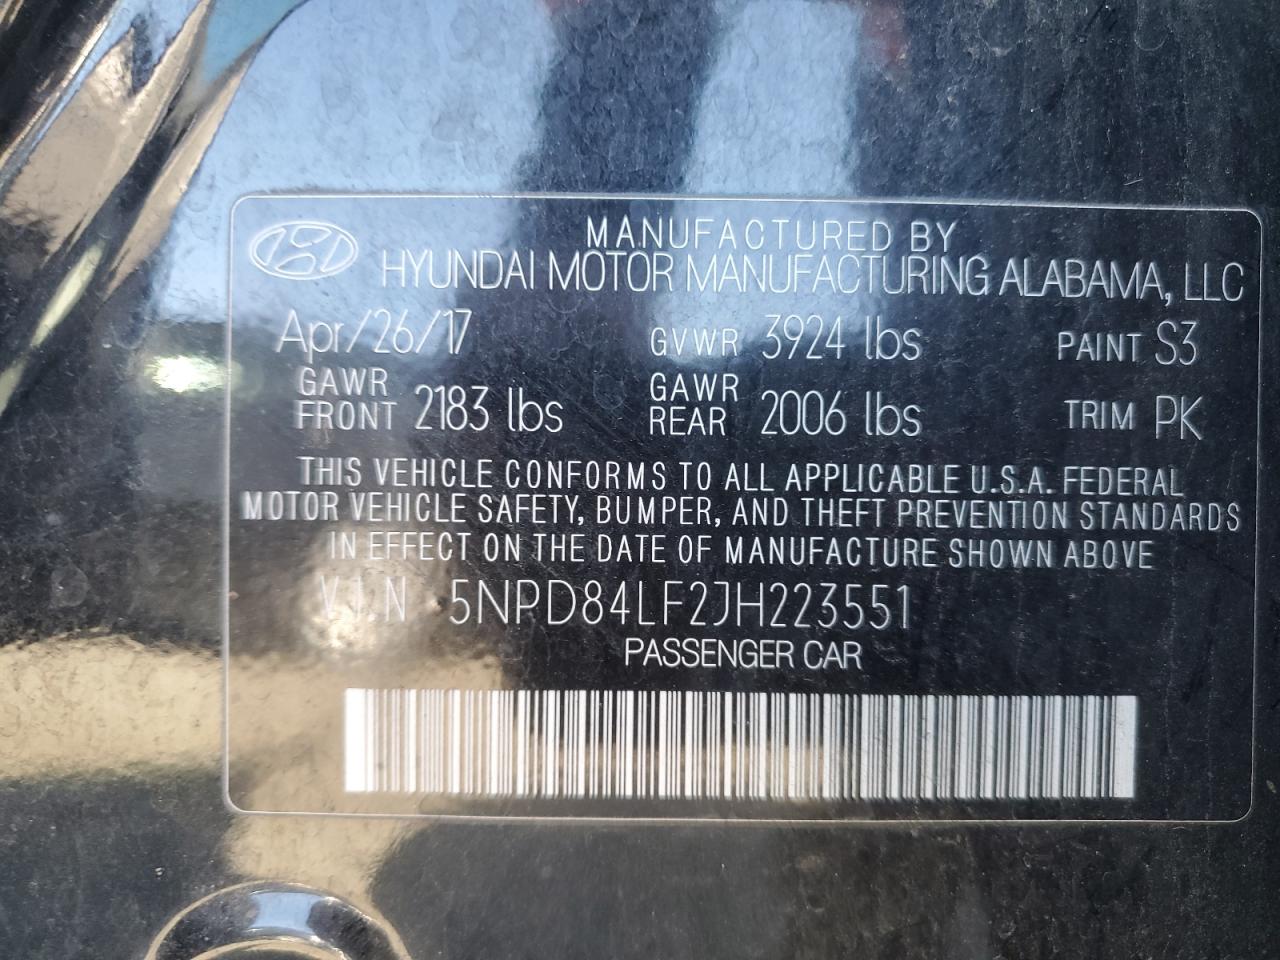 MANUFACTURED BY
HYUNDAI MOTOR MANUFACTURING ALABAMA, LLC
Apr/26/17 GVWR 3924 lbs PAINT S3
GAWR FRONT 2183 lbs GAWR REAR 2006 lbs TRIM PK
THIS VEHICLE CONFORMS TO ALL APPLICABLE U.S.A. FEDERAL
MOTOR VEHICLE SAFETY, BUMPER, AND THEFT PREVENTION STANDARDS
IN EFFECT ON THE DATE OF MANUFACTURE SHOWN ABOVE
V.I.N 5NPD84LF2JH223551
PASSENGER CAR